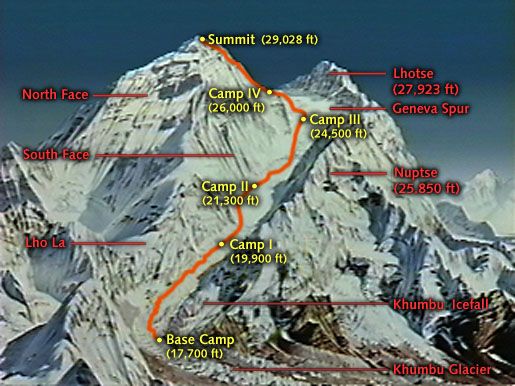 Summit (29,028 ft)
Lhotse
(27,923 ft)
North Face
Camp IV
(26,000 ft)
Geneva Spur
Camp III
(24,500 ft)
South Face
Nuptse
(25.850 ft)
Camp II
(21,300 ft)
Lho La
Camp I
(19,900 ft)
Khumbu Icefall
Base Camp
(17,700 ft)
Khumbu Glacier